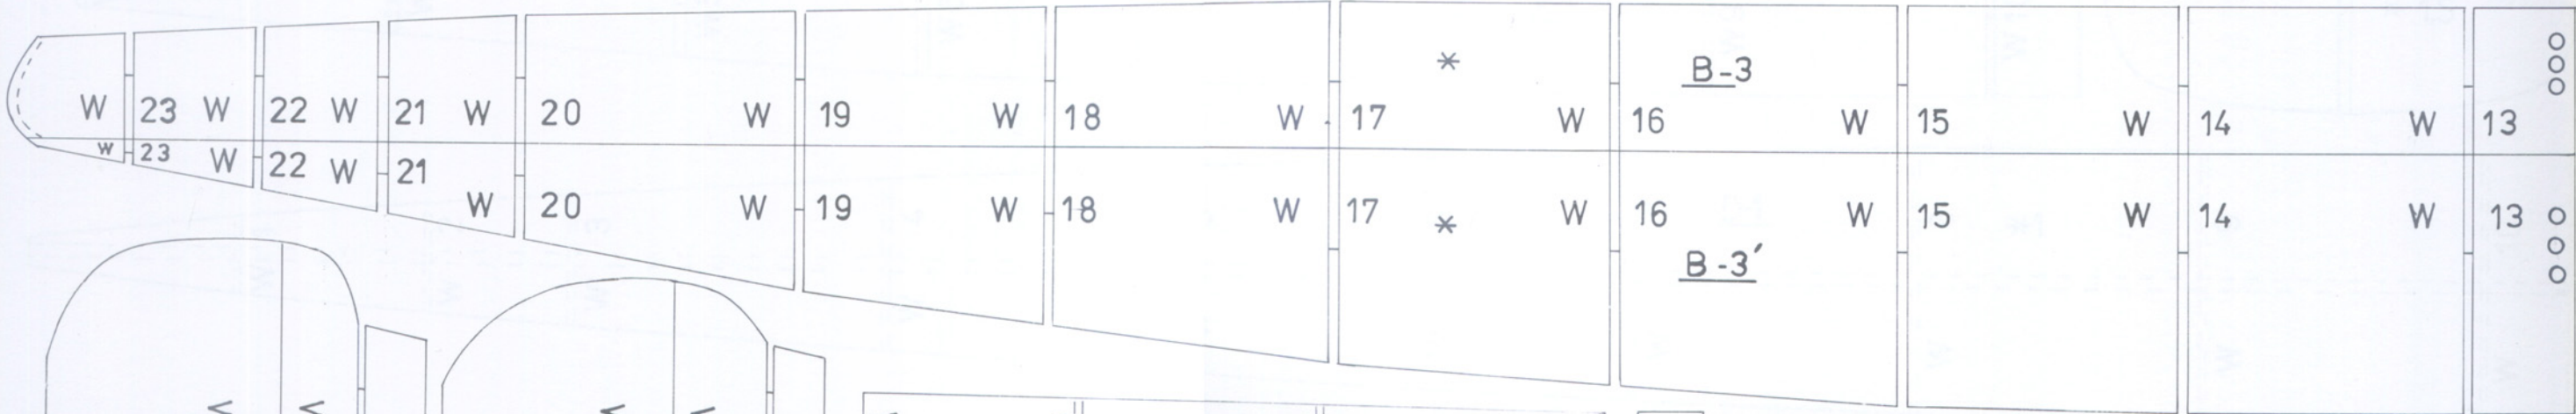 *
B-3
W 23 W 22 W 21 W 20 W 19 W 18 W 17 W 16 W 15 W 14 W 13
W 23 W 22 W 21 W 20 W 19 W 18 W 17 * W 16 W 15 W 14 W 13
B-3′